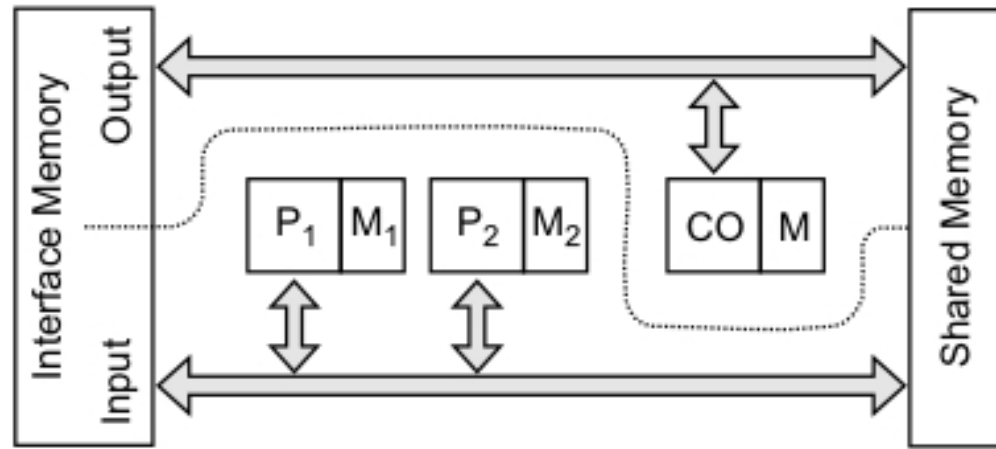 Interface Memory
Output
Input
P₁ M₁ P₂ M₂ CO M
Shared Memory